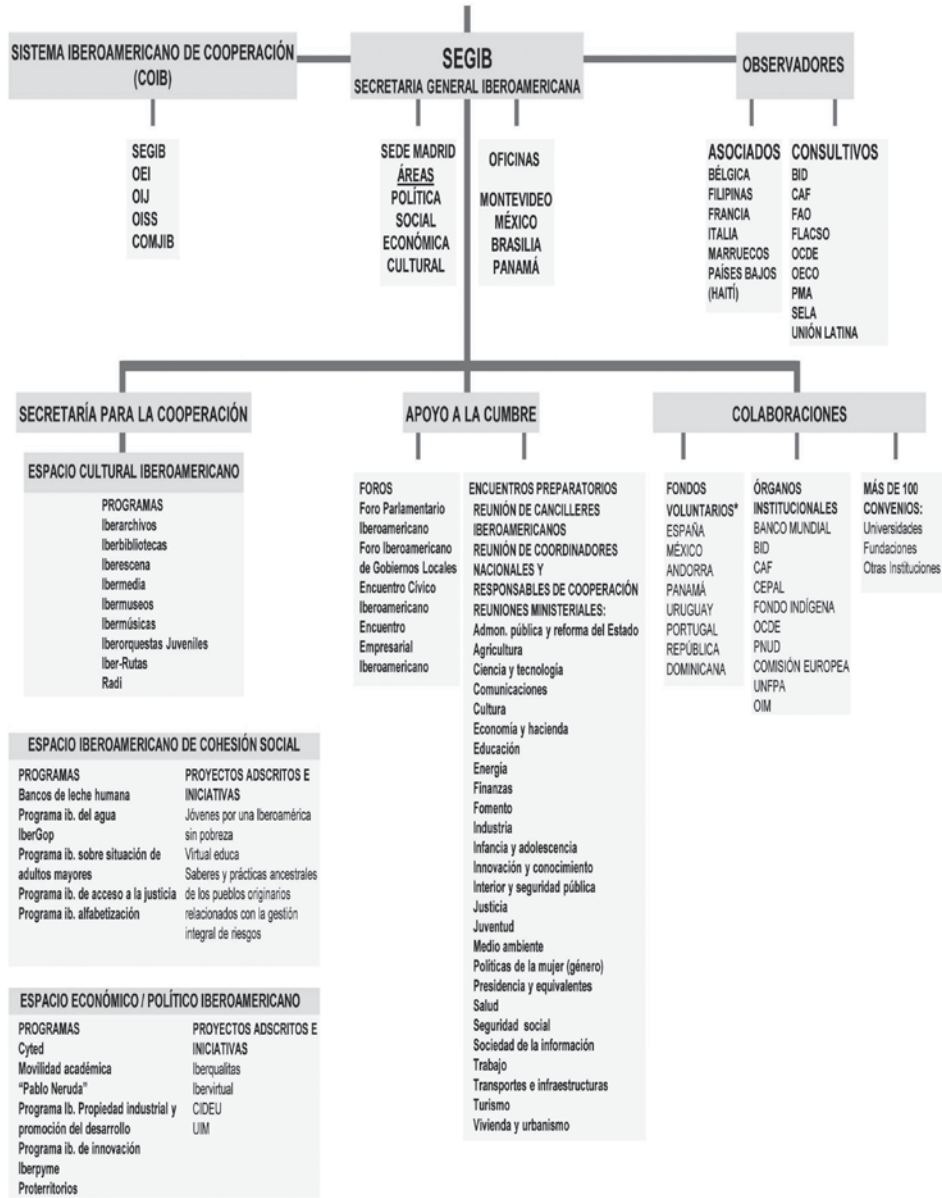 SISTEMA IBEROAMERICANO DE COOPERACIÓN
(COIB)
SEGIB
OEI
OIJ
OISS
COMJIB
SEGIB
SECRETARIA GENERAL IBEROAMERICANA
SEDE MADRID
ÁREAS
POLÍTICA
SOCIAL
ECONÓMICA
CULTURAL
OFICINAS
MONTEVIDEO
MÉXICO
BRASILIA
PANAMÁ
OBSERVADORES
ASOCIADOS
BÉLGICA
FILIPINAS
FRANCIA
ITALIA
MARRUECOS
PAÍSES BAJOS
(HAITÍ)
CONSULTIVOS
BID
CAF
FAO
FLACSO
OCDE
OECO
PMA
SELA
UNIÓN LATINA
SECRETARÍA PARA LA COOPERACIÓN
ESPACIO CULTURAL IBEROAMERICANO
PROGRAMAS
Iberarchivos
Iberbibliotecas
Iberescena
Ibermedia
Ibermuseos
Ibermúsicas
Iberorquestas Juveniles
Iber-Rutas
Radi
ESPACIO IBEROAMERICANO DE COHESIÓN SOCIAL
PROGRAMAS
Bancos de leche humana
Programa ib. del agua
IberGop
Programa ib. sobre situación de
adultos mayores
Programa ib. de acceso a la justicia
Programa ib. alfabetización
PROYECTOS ADSCRITOS E
INICIATIVAS
Jóvenes por una Iberoamérica
sin pobreza
Virtual educa
Saberes y prácticas ancestrales
de los pueblos originarios
relacionados con la gestión
integral de riesgos
ESPACIO ECONÓMICO / POLÍTICO IBEROAMERICANO
PROGRAMAS
Cyted
Movilidad académica
“Pablo Neruda”
Programa Ib. Propiedad industrial y
promoción del desarrollo
Programa ib. de innovación
Iberpyme
Proterritorios
PROYECTOS ADSCRITOS E
INICIATIVAS
Iberqualitas
Ibervirtual
CIDEU
UIM
APOYO A LA CUMBRE
FOROS
Foro Parlamentario
Iberoamericano
Foro Iberoamericano
de Gobiernos Locales
Encuentro Cívico
Iberoamericano
Encuentro
Empresarial
Iberoamericano
ENCUENTROS PREPARATORIOS
REUNIÓN DE CANCILLERES
IBEROAMERICANOS
REUNIÓN DE COORDINADORES
NACIONALES Y
RESPONSABLES DE COOPERACIÓN
REUNIONES MINISTERIALES:
Admon. pública y reforma del Estado
Agricultura
Ciencia y tecnología
Comunicaciones
Cultura
Economía y hacienda
Educación
Energía
Finanzas
Fomento
Industria
Infancia y adolescencia
Innovación y conocimiento
Interior y seguridad pública
Justicia
Juventud
Medio ambiente
Políticas de la mujer (género)
Presidencia y equivalentes
Salud
Seguridad social
Sociedad de la información
Trabajo
Transportes e infraestructuras
Turismo
Vivienda y urbanismo
COLABORACIONES
FONDOS
VOLUNTARIOS*
ESPAÑA
MÉXICO
ANDORRA
PANAMÁ
URUGUAY
PORTUGAL
REPÚBLICA
DOMINICANA
ÓRGANOS
INSTITUCIONALES
BANCO MUNDIAL
BID
CAF
CEPAL
FONDO INDÍGENA
OCDE
PNUD
COMISIÓN EUROPEA
UNFPA
OIM
MÁS DE 100
CONVENIOS:
Universidades
Fundaciones
Otras Instituciones